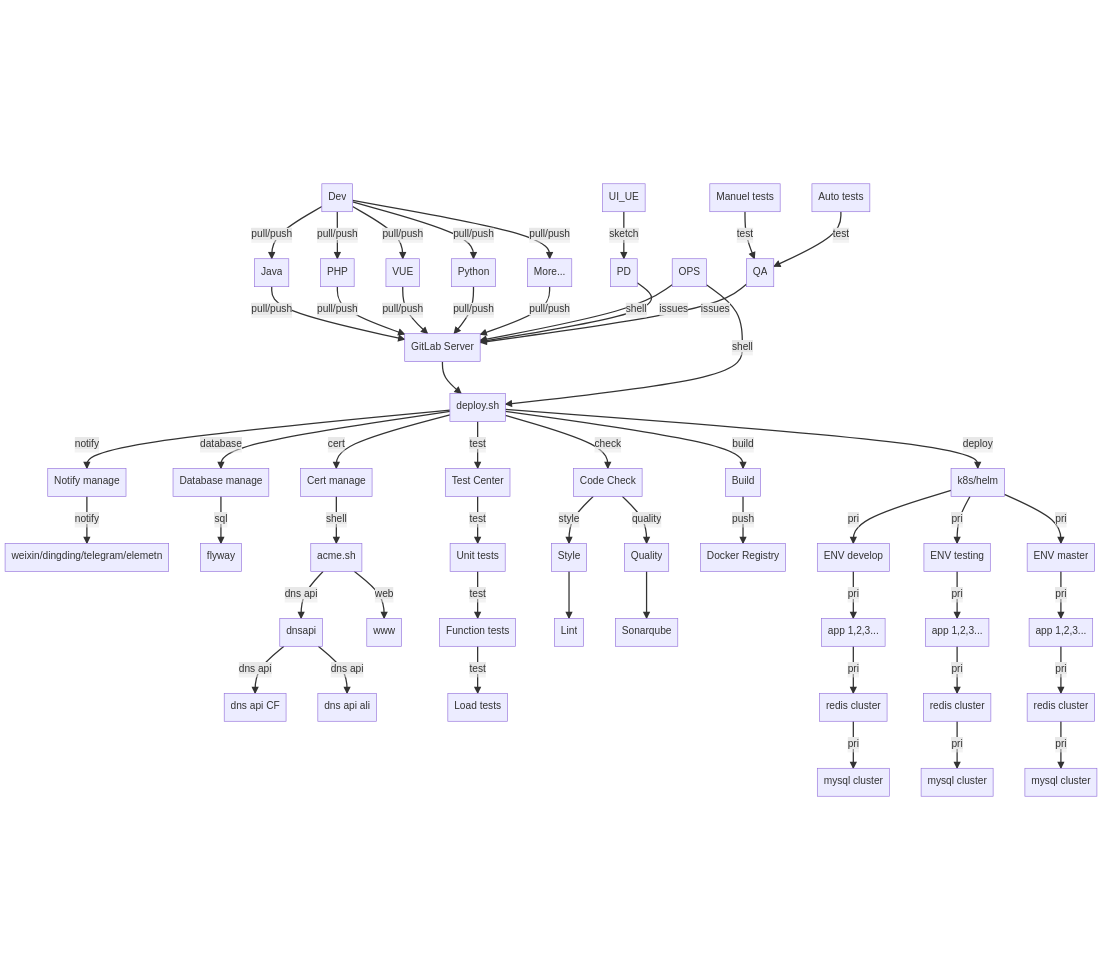 Dev
UI_UE
Manuel tests
Auto tests
pull/push
pull/push
pull/push
pull/push
pull/push
sketch
test
test
Java
PHP
VUE
Python
More...
PD
OPS
QA
pull/push
pull/push
pull/push
pull/push
pull/push
shell
issues
issues
GitLab Server
shell
deploy.sh
notify
database
cert
test
check
build
deploy
Notify manage
Database manage
Cert manage
Test Center
Code Check
Build
k8s/helm
notify
sql
shell
test
style
quality
push
pri
pri
pri
weixin/dingding/telegram/elemetn
flyway
acme.sh
Unit tests
Style
Quality
Docker Registry
ENV develop
ENV testing
ENV master
dns api
web
test
pri
pri
pri
dnsapi
www
Function tests
Lint
Sonarqube
app 1,2,3...
app 1,2,3...
app 1,2,3...
dns api
dns api
test
pri
pri
pri
dns api CF
dns api ali
Load tests
redis cluster
redis cluster
redis cluster
pri
pri
pri
mysql cluster
mysql cluster
mysql cluster